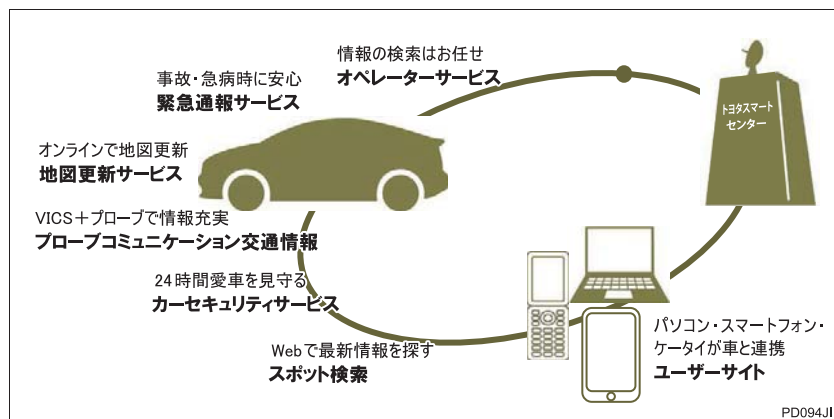 情報の検索はお任せ
オペレーターサービス
事故・急病時に安心
緊急通報サービス
トヨタスマート
センター
オンラインで地図更新
地図更新サービス
VICS＋プローブで情報充実
プローブコミュニケーション交通情報
24時間愛車を見守る
カーセキュリティサービス
Webで最新情報を探す
スポット検索
パソコン・スマートフォン・
ケータイが車と連携
ユーザーサイト
PD094JI